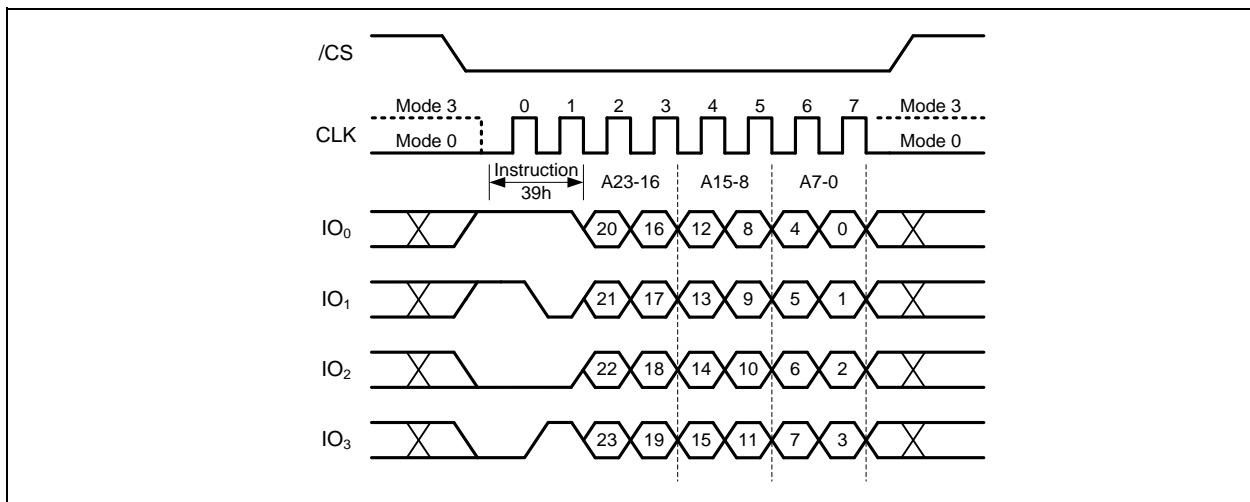 /CS
Mode 3 0 1 2 3 4 5 6 7 Mode 3
CLK
Mode 0 Mode 0
Instruction
39h
A23-16 A15-8 A7-0
IO₀ 20 16 12 8 4 0
IO₁ 21 17 13 9 5 1
IO₂ 22 18 14 10 6 2
IO₃ 23 19 15 11 7 3